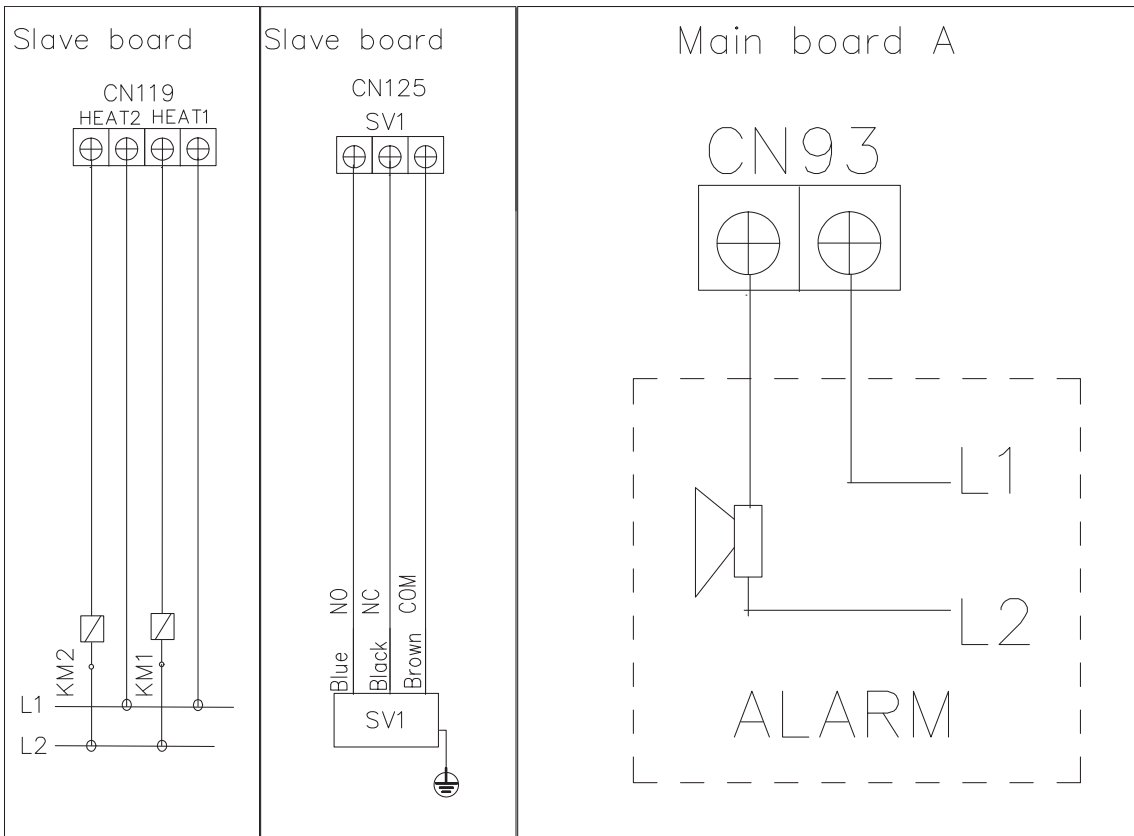 Slave board
CN119
HEAT2 HEAT1
KM2
KM1
L1
L2
Slave board
CN125
SV1
Blue NO
Black NC
Brown COM
SV1
Main board A
CN93
L1
L2
ALARM